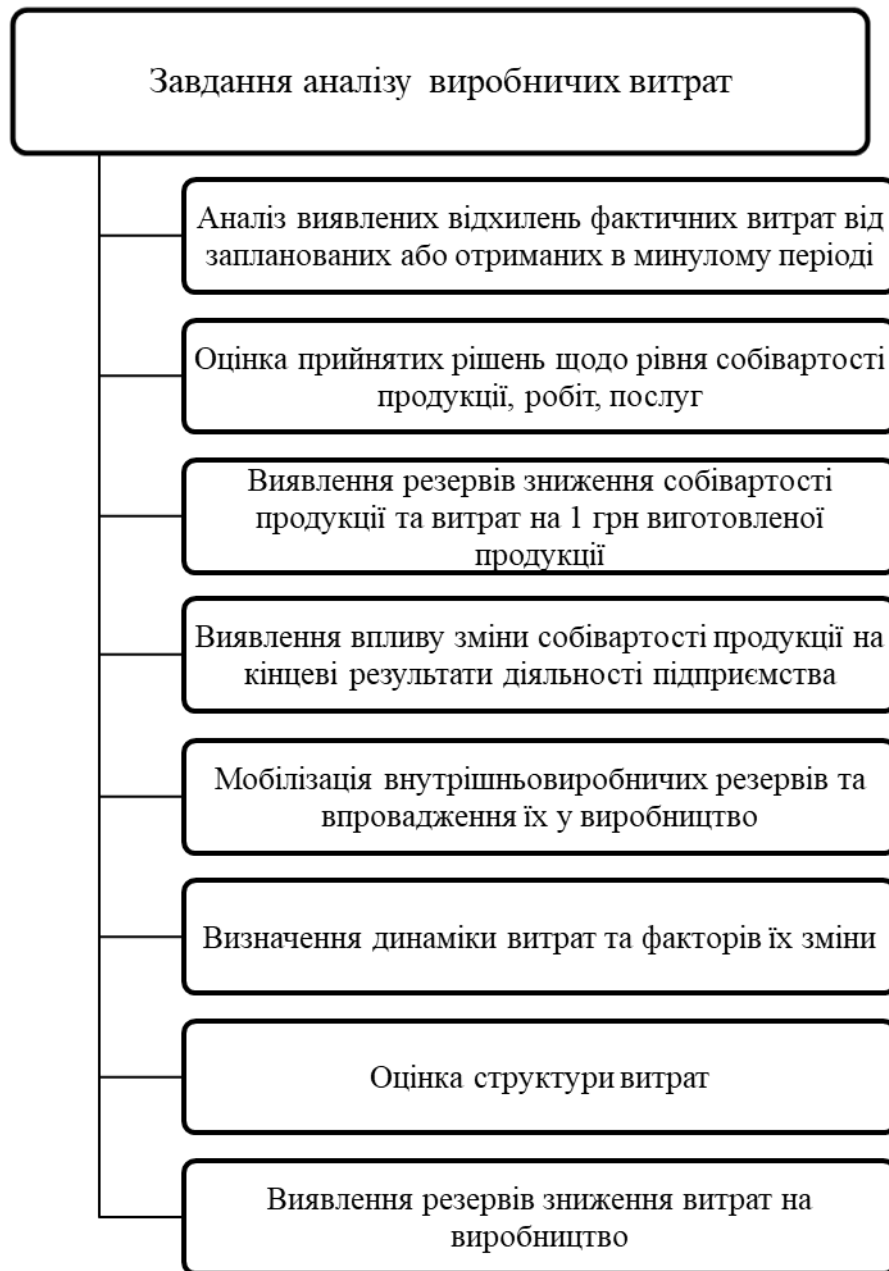 Завдання аналізу виробничих витрат
Аналіз виявлених відхилень фактичних витрат від
запланованих або отриманих в минулому періоді
Оцінка прийнятих рішень щодо рівня собівартості
продукції, робіт, послуг
Виявлення резервів зниження собівартості
продукції та витрат на 1 грн виготовленої
продукції
Виявлення впливу зміни собівартості продукції на
кінцеві результати діяльності підприємства
Мобілізація внутрішньовиробничих резервів та
впровадження їх у виробництво
Визначення динаміки витрат та факторів їх зміни
Оцінка структури витрат
Виявлення резервів зниження витрат на
виробництво